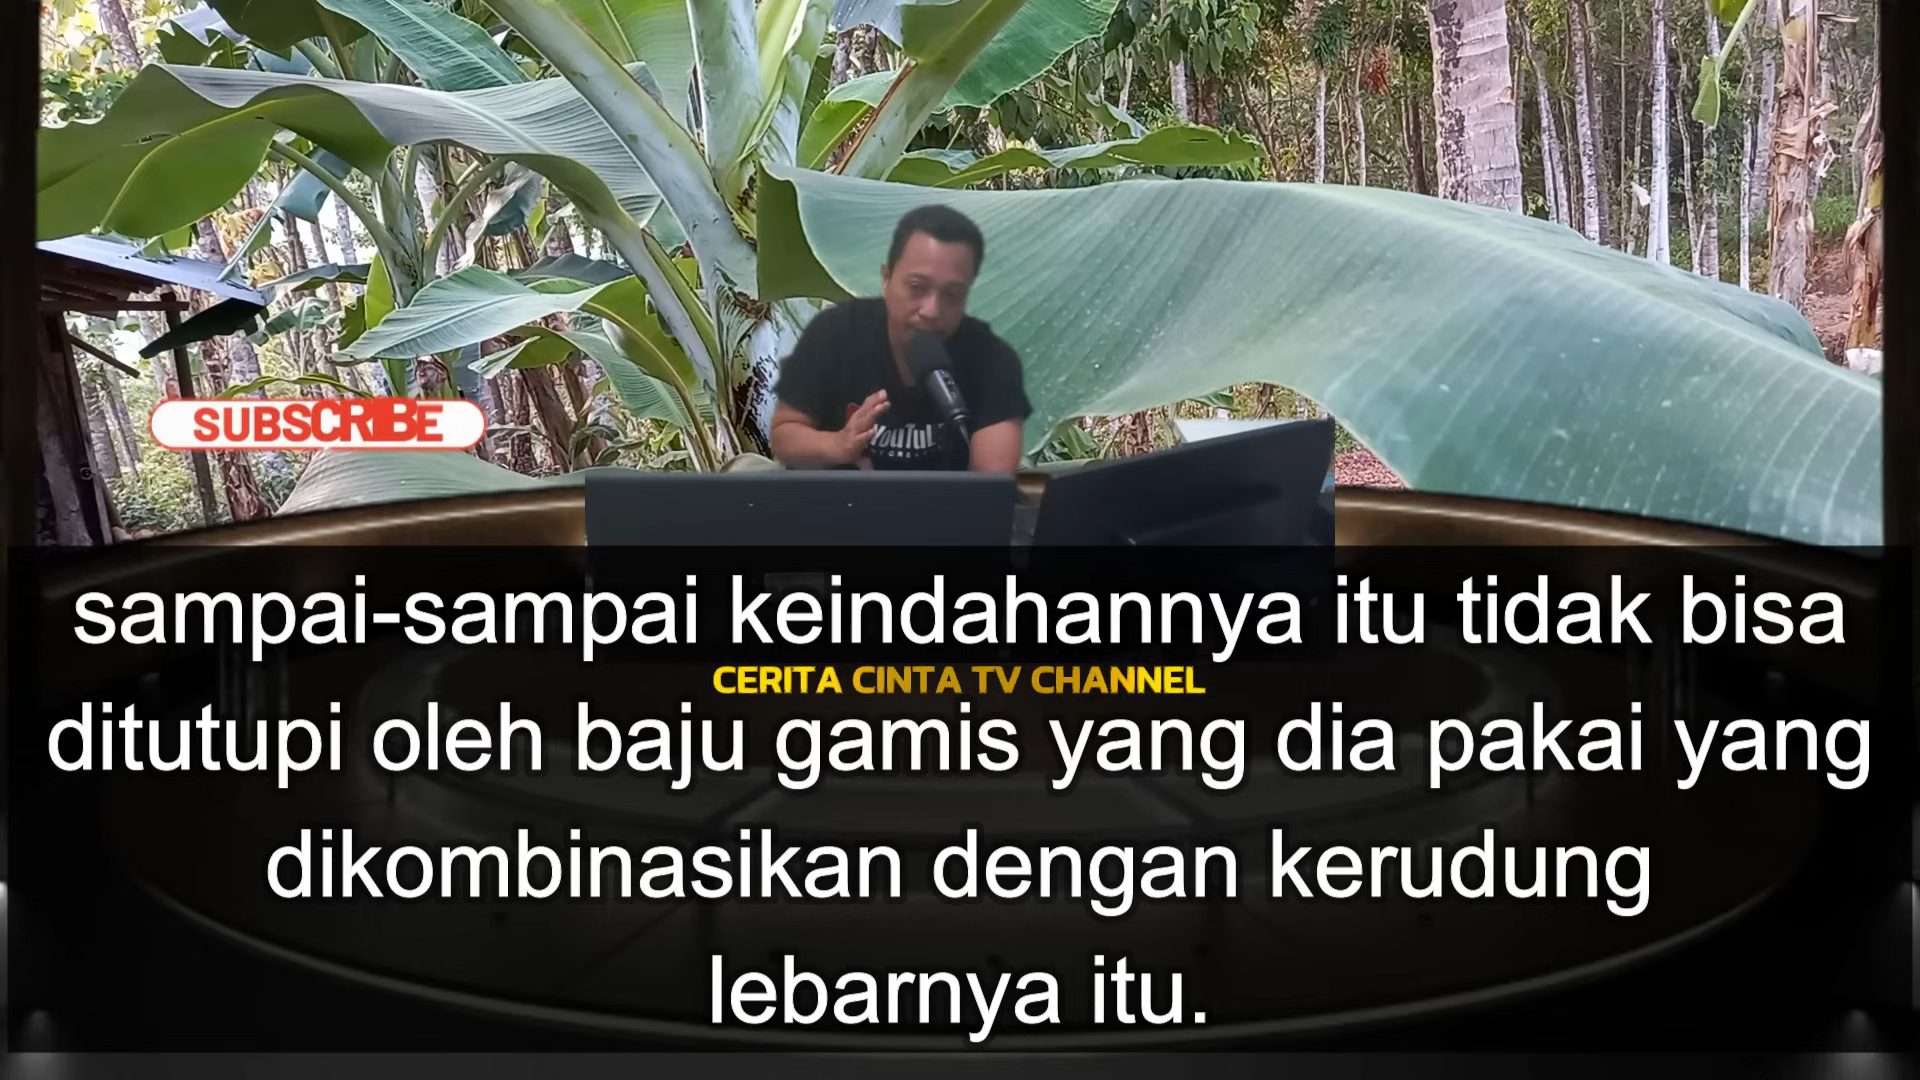 SUBSCRIBE
YouTub
sampai-sampai keindahannya itu tidak bisa
CERITA CINTA TV CHANNEL
ditutupi oleh baju gamis yang dia pakai yang
dikombinasikan dengan kerudung
lebarnya itu.